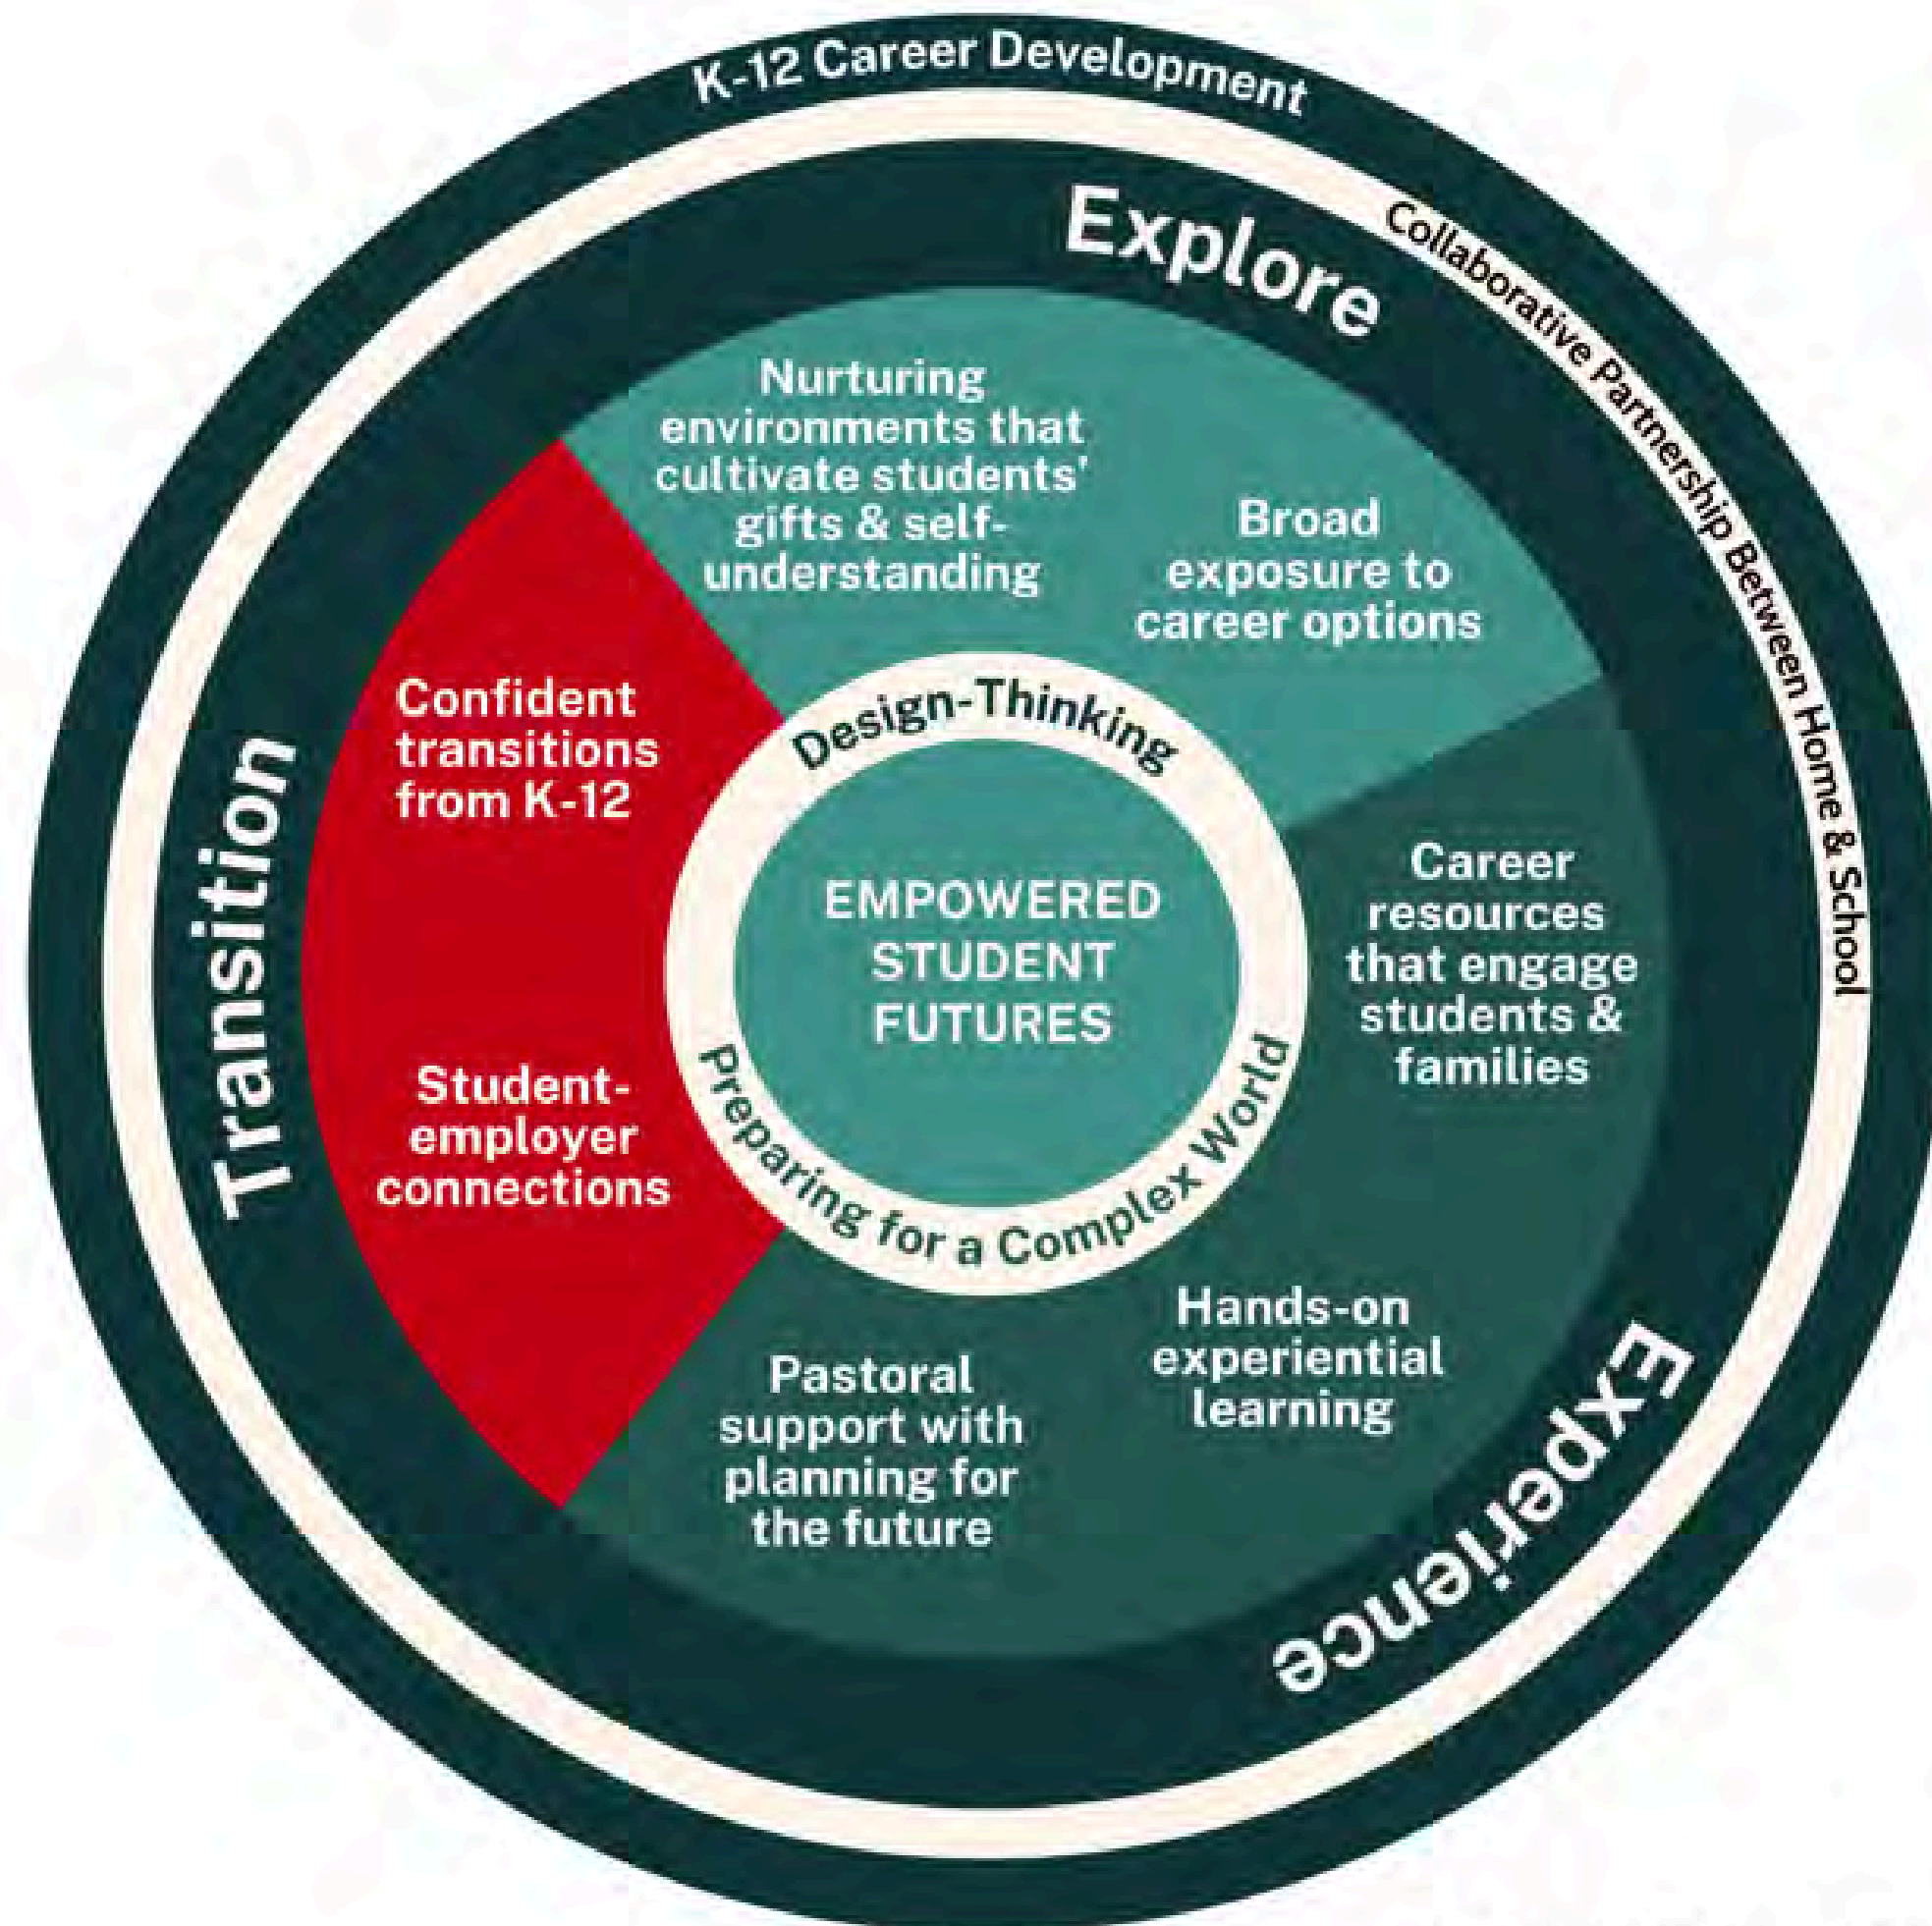 K-12 Career Development
Collaborative Partnership Between Home & School
Explore
Nurturing
environments that
cultivate students'
gifts & self-
understanding
Broad
exposure to
career options
Experience
Career
resources
that engage
students &
families
Hands-on
experiential
learning
Pastoral
support with
planning for
the future
Transition
Student-
employer
connections
Confident
transitions
from K-12
Design-Thinking
Preparing for a Complex World
EMPOWERED
STUDENT
FUTURES